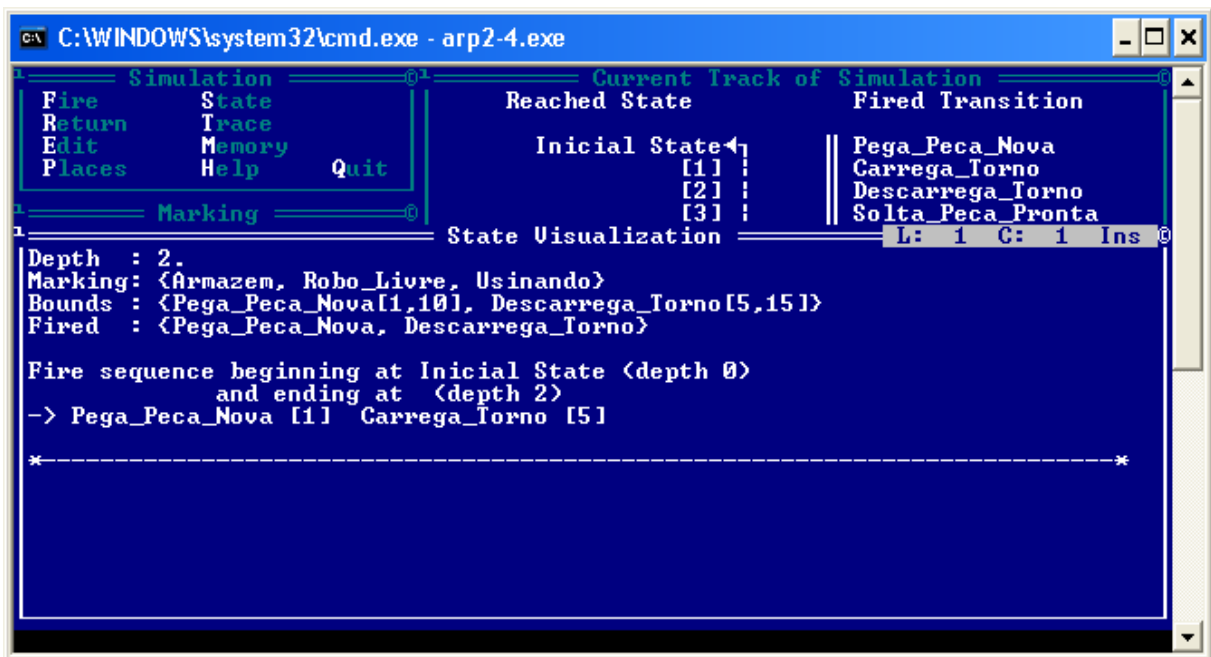 C:\WINDOWS\system32\cmd.exe - arp2-4.exe
Simulation
Fire State
Return Trace
Edit Memory
Places Help Quit
Marking
Current Track of Simulation
Reached State Fired Transition
Inicial State Pega_Peca_Nova
[1] Carrega_Torno
[2] Descarrega_Torno
[3] Solta_Peca_Pronta
State Visualization L: 1 C: 1 Ins
Depth : 2.
Marking: {Armazem, Robo_Livre, Usinando}
Bounds : {Pega_Peca_Nova[1,10], Descarrega_Torno[5,15]}
Fired : {Pega_Peca_Nova, Descarrega_Torno}
Fire sequence beginning at Inicial State (depth 0)
and ending at (depth 2)
-> Pega_Peca_Nova [1] Carrega_Torno [5]
*--------------------------------------------------------------------------*